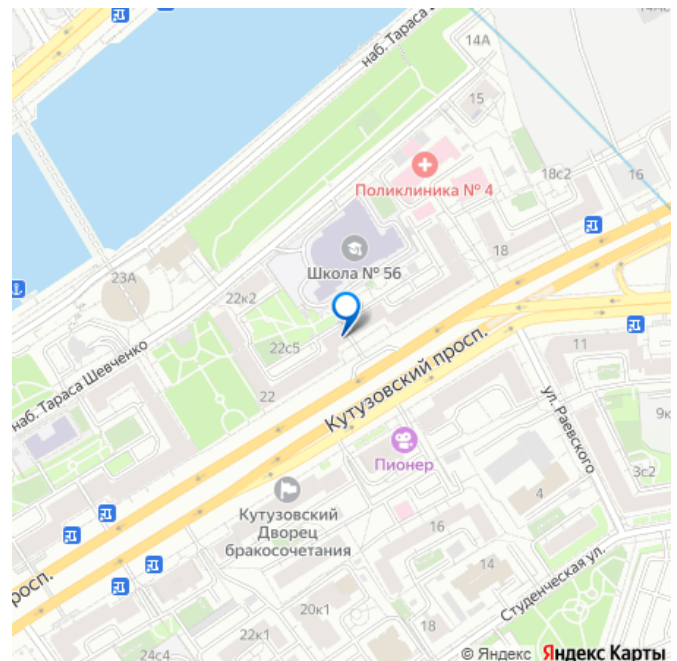 14А
наб. Тараса
15
Поликлиника № 4
18с2
16
18
Школа № 56
23А
22к2
22с5
наб. Тараса Шевченко
22
Кутузовский просп.
11
ул. Раевского
9к
3с2
Пионер
4
Кутузовский
Дворец
бракосочетания
16
14
Студенческая ул.
росп.
20к1
18
22к1
24с4
© Яндекс Яндекс Карты